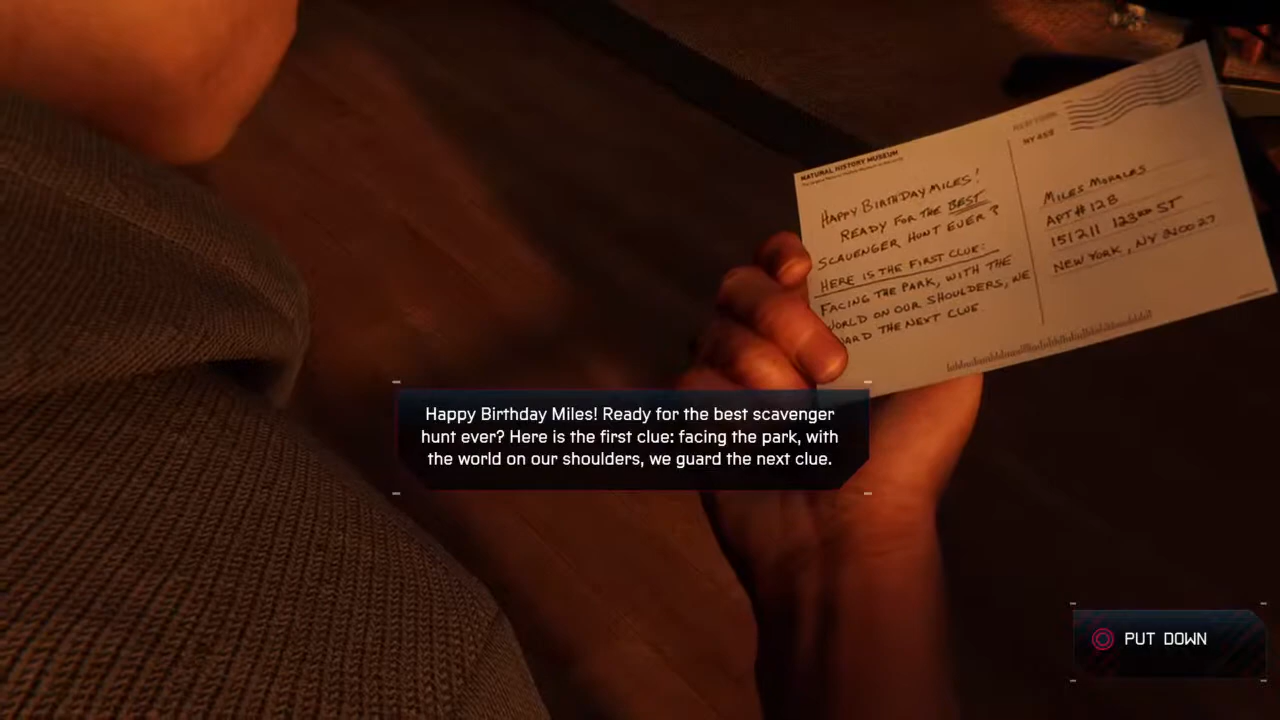 NATURAL HISTORY MUSEUM
HAPPY BIRTHDAY MILES!
READY FOR THE BEST
SCAVENGER HUNT EVER?
HERE IS THE FIRST CLUE:
FACING THE PARK, WITH THE
WORLD ON OUR SHOULDERS, WE
THE NEXT CLUE.
MILES MORALES
APT# 128
151211 123RD ST
NEW YORK, NY
Happy Birthday Miles! Ready for the best scavenger
hunt ever? Here is the first clue: facing the park, with
the world on our shoulders, we guard the next clue.
PUT DOWN